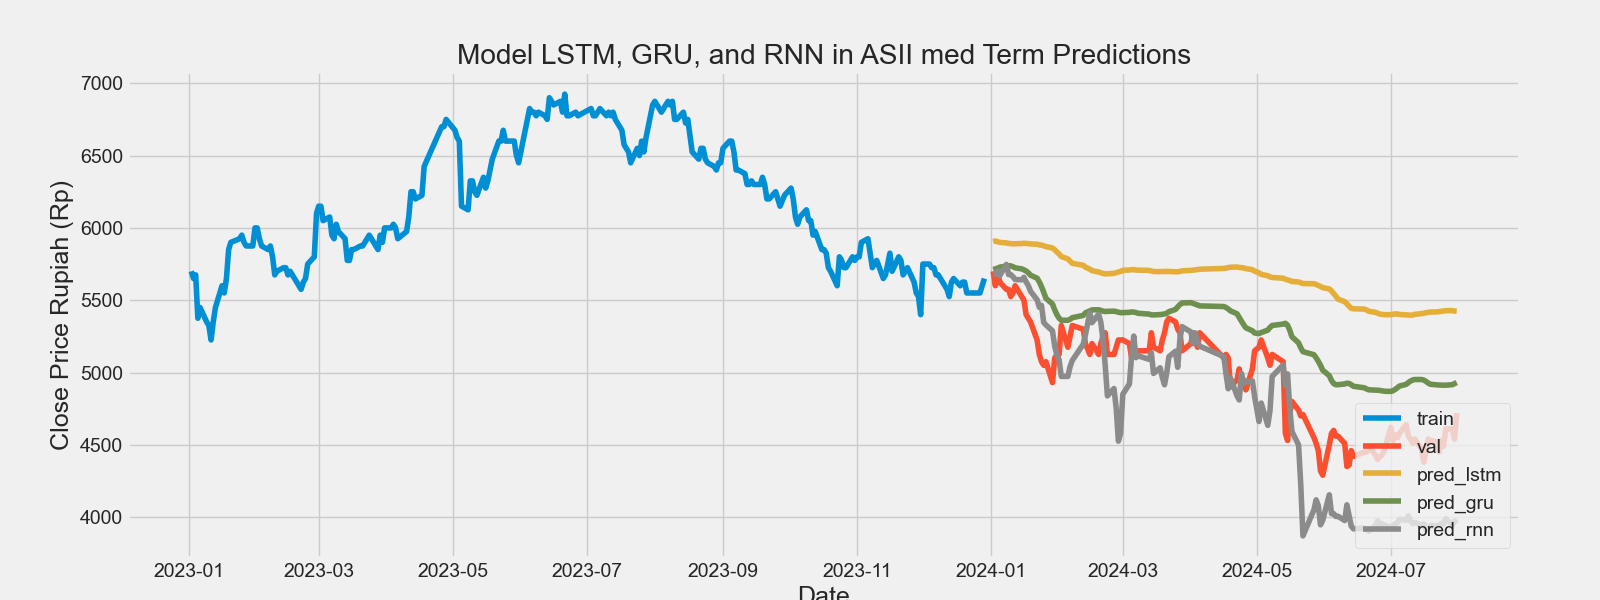 Model LSTM, GRU, and RNN in ASII med Term Predictions
Close Price Rupiah (Rp)
7000
6500
6000
5500
5000
4500
4000
train
val
pred_lstm
pred_gru
pred_rnn
2023-01 2023-03 2023-05 2023-07 2023-09 2023-11 2024-01 2024-03 2024-05 2024-07
Date